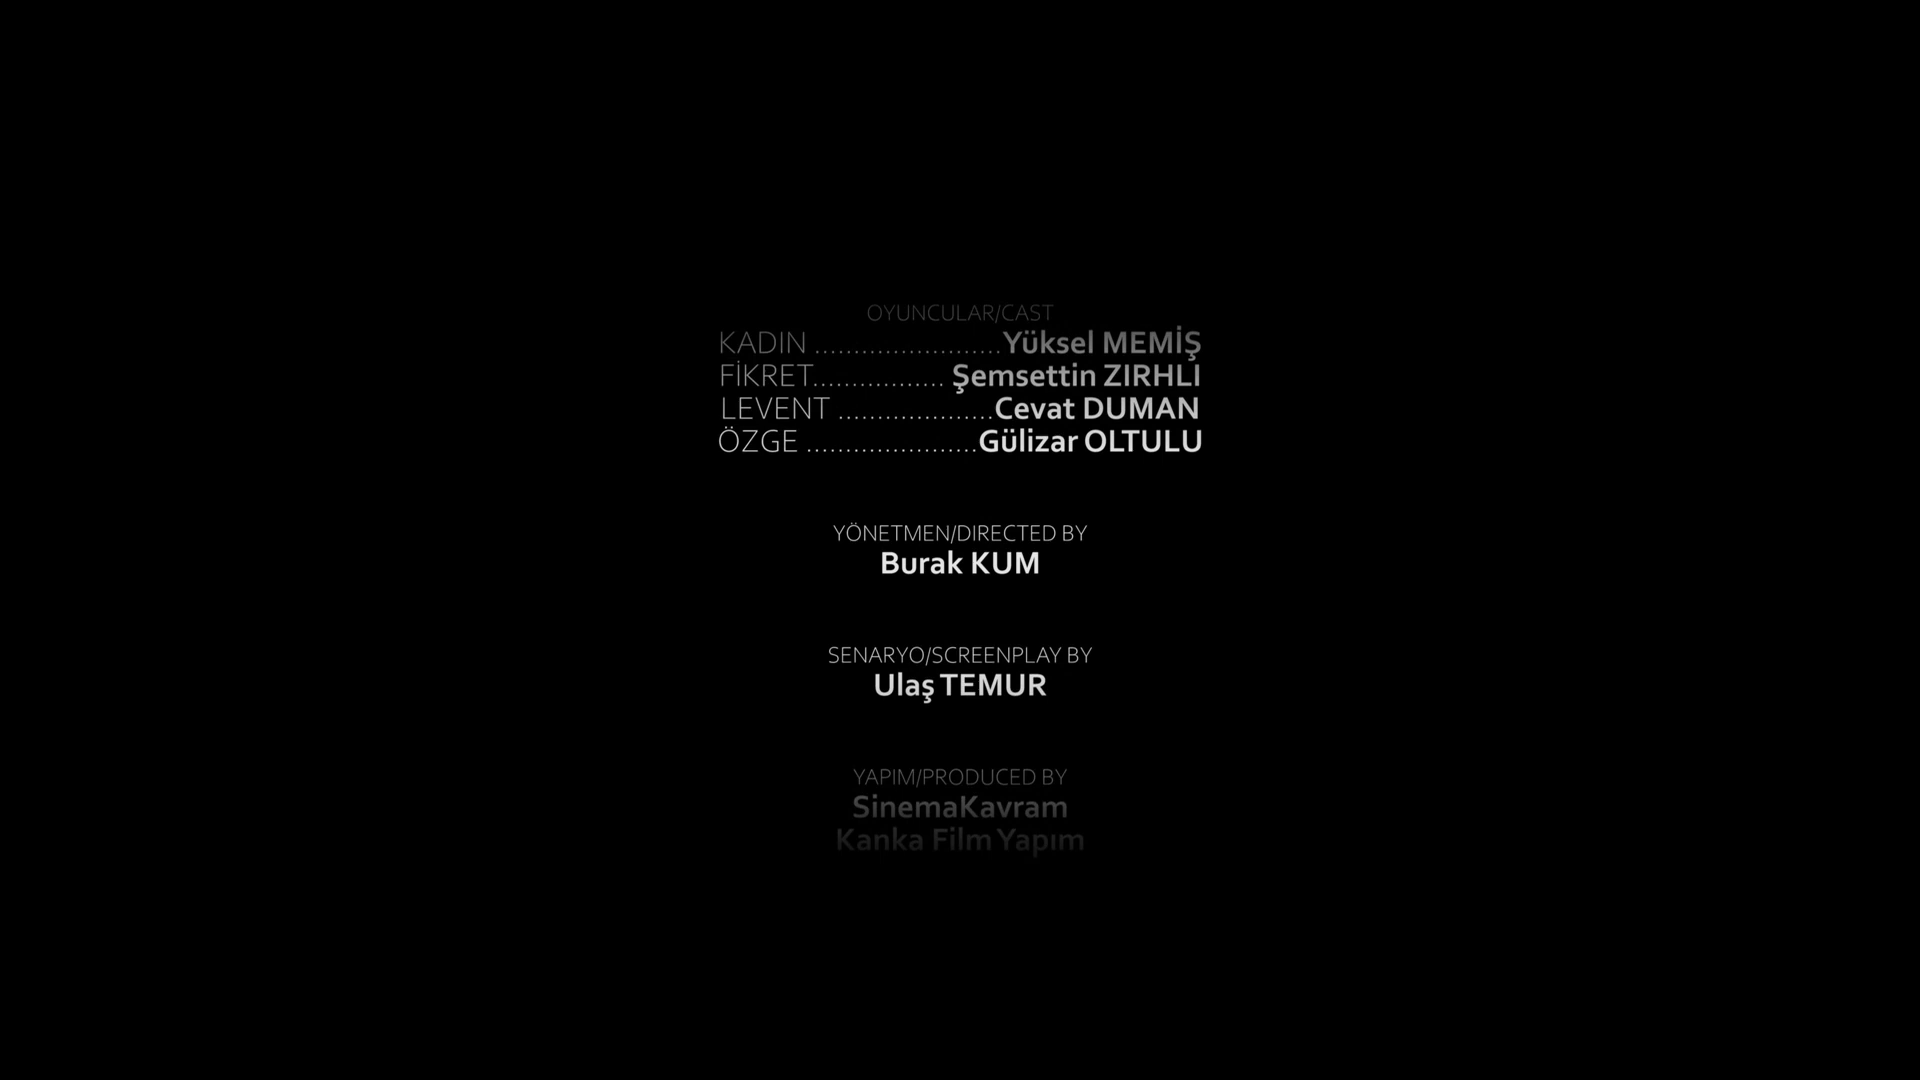 OYUNCULAR/CAST
KADIN ........................Yüksel MEMİŞ
FİKRET................. Şemsettin ZIRHLI
LEVENT ....................Cevat DUMAN
ÖZGE ......................Gülizar OLTULU
YÖNETMEN/DIRECTED BY
Burak KUM
SENARYO/SCREENPLAY BY
Ulaş TEMUR
YAPIM/PRODUCED BY
SinemaKavram
Kanka Film Yapım